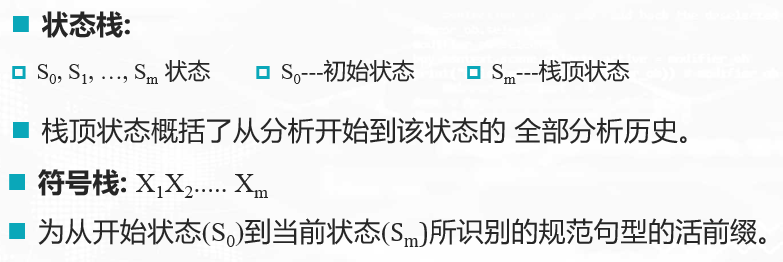 状态栈:
S₀, S₁, …, Sₘ 状态 S₀---初始状态 Sₘ---栈顶状态
栈顶状态概括了从分析开始到该状态的 全部分析历史。
符号栈: X₁X₂..... Xₘ
为从开始状态(S₀)到当前状态(Sₘ)所识别的规范句型的活前缀。